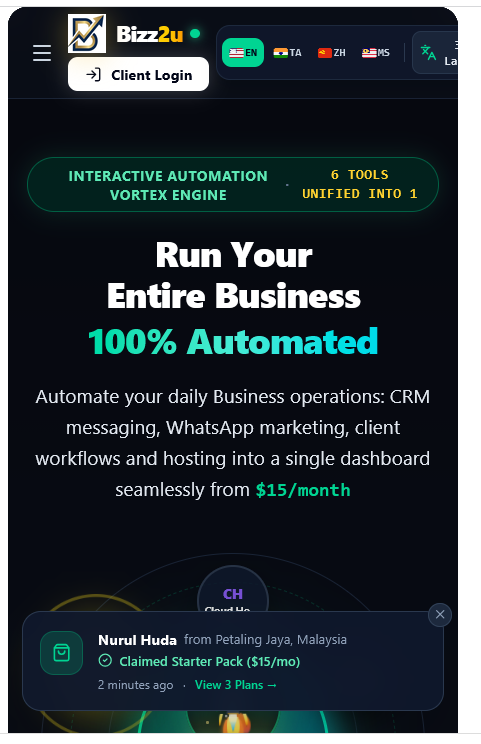 Bizz2u
Client Login
EN
TA
ZH
MS
INTERACTIVE AUTOMATION
VORTEX ENGINE
·
6 TOOLS
UNIFIED INTO 1
Run Your
Entire Business
100% Automated
Automate your daily Business operations: CRM
messaging, WhatsApp marketing, client
workflows and hosting into a single dashboard
seamlessly from $15/month
CH
Nurul Huda from Petaling Jaya, Malaysia
Claimed Starter Pack ($15/mo)
2 minutes ago · View 3 Plans →